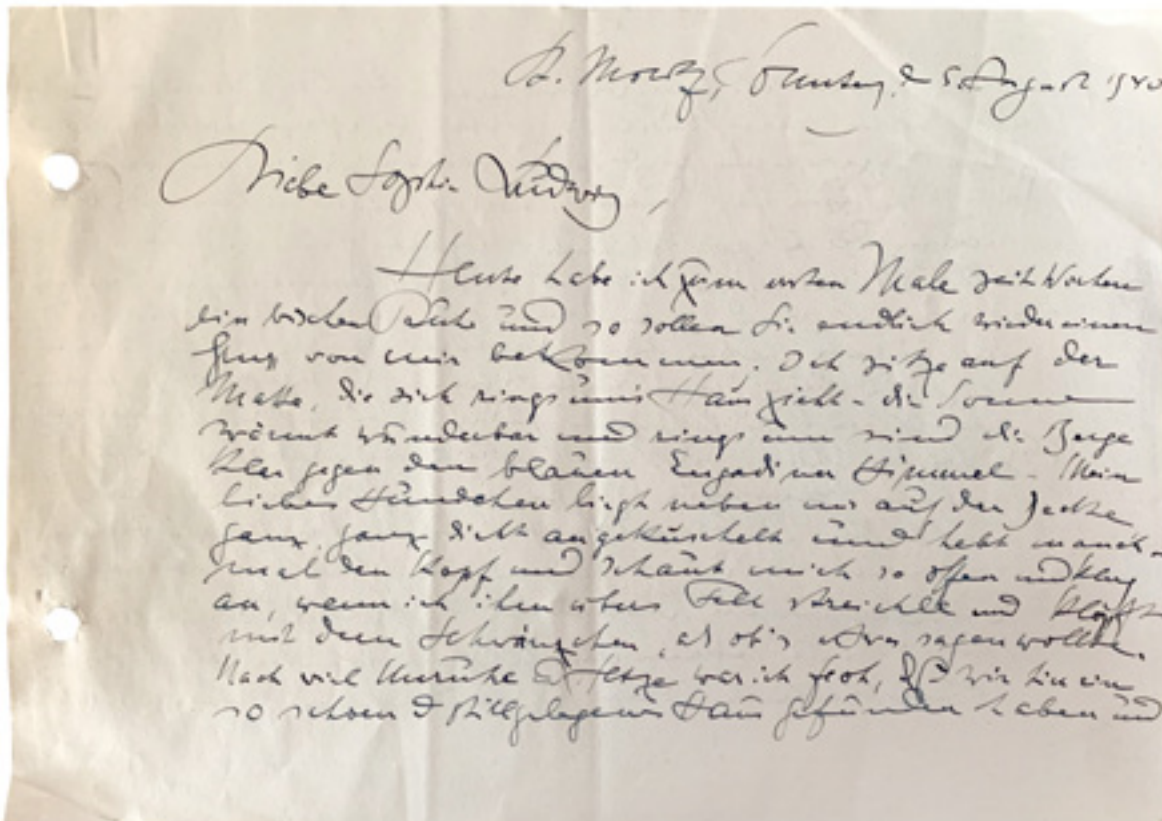 St. Moritz, Sonntag, d 5. August 1940
Liebe Sophie Ludwig,
Heute habe ich zum ersten Male seit Wochen
ein bischen Ruhe und so sollen Sie endlich wieder einen
Gruss von mir bekommen. Ich sitze auf der
Matte, die sich rings ums Haus zieht - die Sonne
wärmt wunderbar und rings um sind die Berge
klar gegen den blauen Engadiner Himmel - Mein
liebes Hündchen liegt neben mir auf der Decke
ganz, ganz dicht angekuschelt und hebt manch-
mal den Kopf und schaut mich so offen und klug
an, wenn ich ihm übers Fell streichle und klopft
mit dem Schwänzchen, als ob's etwas sagen wollte.
Nach viel Unruhe & Hetze war ich froh, daß wir hier ein
so schoen & stillgelegenes Haus gefunden haben und